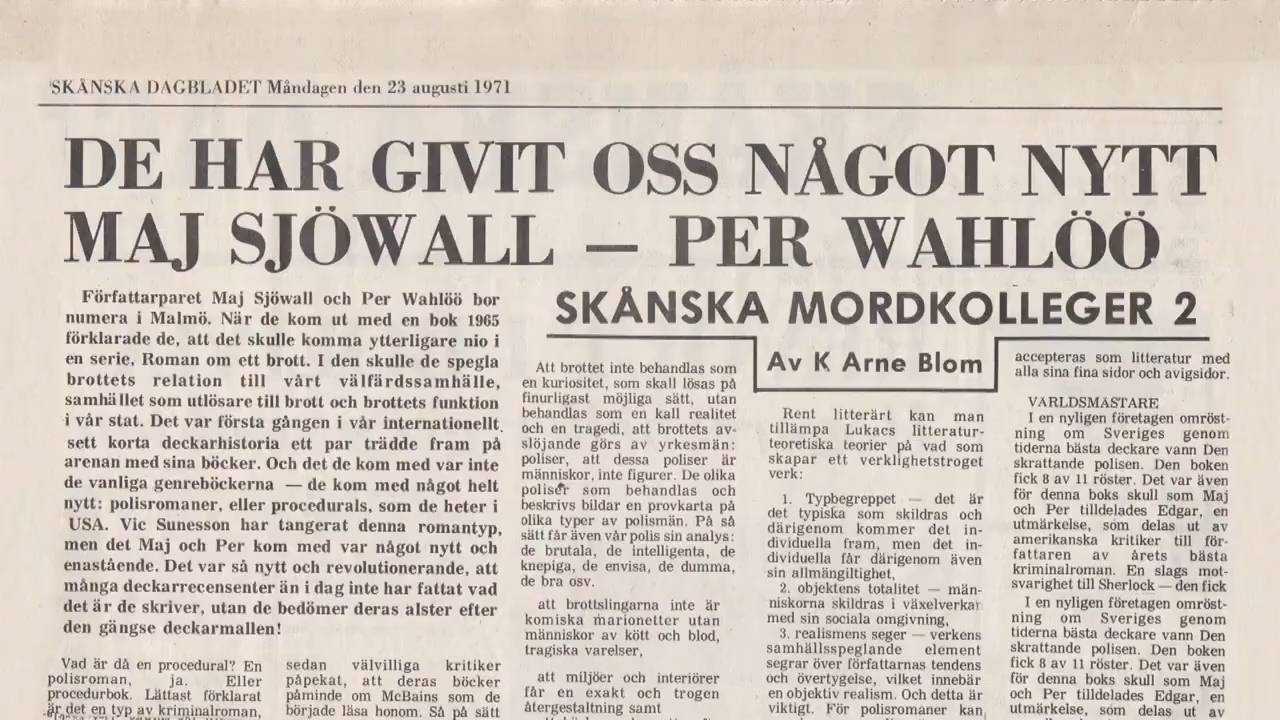 SKÅNSKA DAGBLADET Måndagen den 23 augusti 1971
DE HAR GIVIT OSS NÅGOT NYTT
MAJ SJÖWALL — PER WAHLÖÖ
Författarparet Maj Sjöwall och Per Wahlöö bor
numera i Malmö. När de kom ut med en bok 1965
förklarade de, att det skulle komma ytterligare nio i
en serie, Roman om ett brott. I den skulle de spegla
brottets relation till vårt välfärdssamhälle,
samhället som utlösare till brott och brottets funktion
i vår stat. Det var första gången i vår internationellt
sett korta deckarhistoria ett par trädde fram på
arenan med sina böcker. Och det de kom med var inte
de vanliga genreböckerna — de kom med något helt
nytt: polisromaner, eller procedurals, som de heter i
USA. Vic Sunesson har tangerat denna romantyp,
men det Maj och Per kom med var något nytt och
enastående. Det var så nytt och revolutionerande, att
många deckarrecensenter än i dag inte har fattat vad
det är de skriver, utan de bedömer deras alster efter
den gängse deckarmallen!
SKÅNSKA MORDKOLLEGER 2
Av K Arne Blom
Vad är då en procedural? En
polisroman, ja. Eller
procedurbok. Lättast förklarat
är det en typ av kriminalroman,
sedan välvilliga kritiker
påpekat, att deras böcker
påminde om McBains som de
började läsa honom. Så på sätt
Att brottet inte behandlas som
en kuriositet, som skall lösas på
finurligast möjliga sätt, utan
behandlas som en kall realitet
och en tragedi, att brottets av-
slöjande görs av yrkesmän:
poliser, att dessa poliser är
människor, inte figurer. De olika
poliser som behandlas och
beskrivs bildar en provkarta på
olika typer av polismän. På så
sätt får även vår polis sin analys:
de brutala, de intelligenta, de
knepiga, de envisa, de dumma,
de bra osv.
att brottslingarna inte är
komiska marionetter utan
människor av kött och blod,
tragiska varelser,
att miljöer och interiörer
får en exakt och trogen
återgestaltning samt
Rent litterärt kan man
tillämpa Lukacs litteratur-
teoretiska teorier på vad som
skapar ett verklighetstroget
verk:
1. Typbegreppet — det är
det typiska som skildras och
därigenom kommer det in-
dividuella fram, men det in-
dividuella får därigenom även
sin allmängiltighet,
2. objektens totalitet — män-
niskorna skildras i växelverkar
med sin sociala omgivning,
3. realismens seger — verkens
samhällsspeglande element
segrar över författarnas tendens
och övertygelse, vilket innebär
en objektiv realism. Och detta är
viktigt. För polisromaner kan
accepteras som litteratur med
alla sina fina sidor och avigsidor.
VÄRLDSMÄSTARE
I en nyligen företagen omröst-
ning om Sveriges genom
tiderna bästa deckare vann Den
skrattande polisen. Den boken
fick 8 av 11 röster. Det var även
för denna boks skull som Maj
och Per tilldelades Edgar, en
utmärkelse, som delas ut av
amerikanska kritiker till för-
fattaren av årets bästa
kriminalroman. En slags mot-
svarighet till Sherlock — den fick
I en nyligen företagen omröst-
ning om Sveriges genom
tiderna bästa deckare vann Den
skrattande polisen. Den boken
fick 8 av 11 röster. Det var även
för denna boks skull som Maj
och Per tilldelades Edgar, en
utmärkelse, som delas ut av